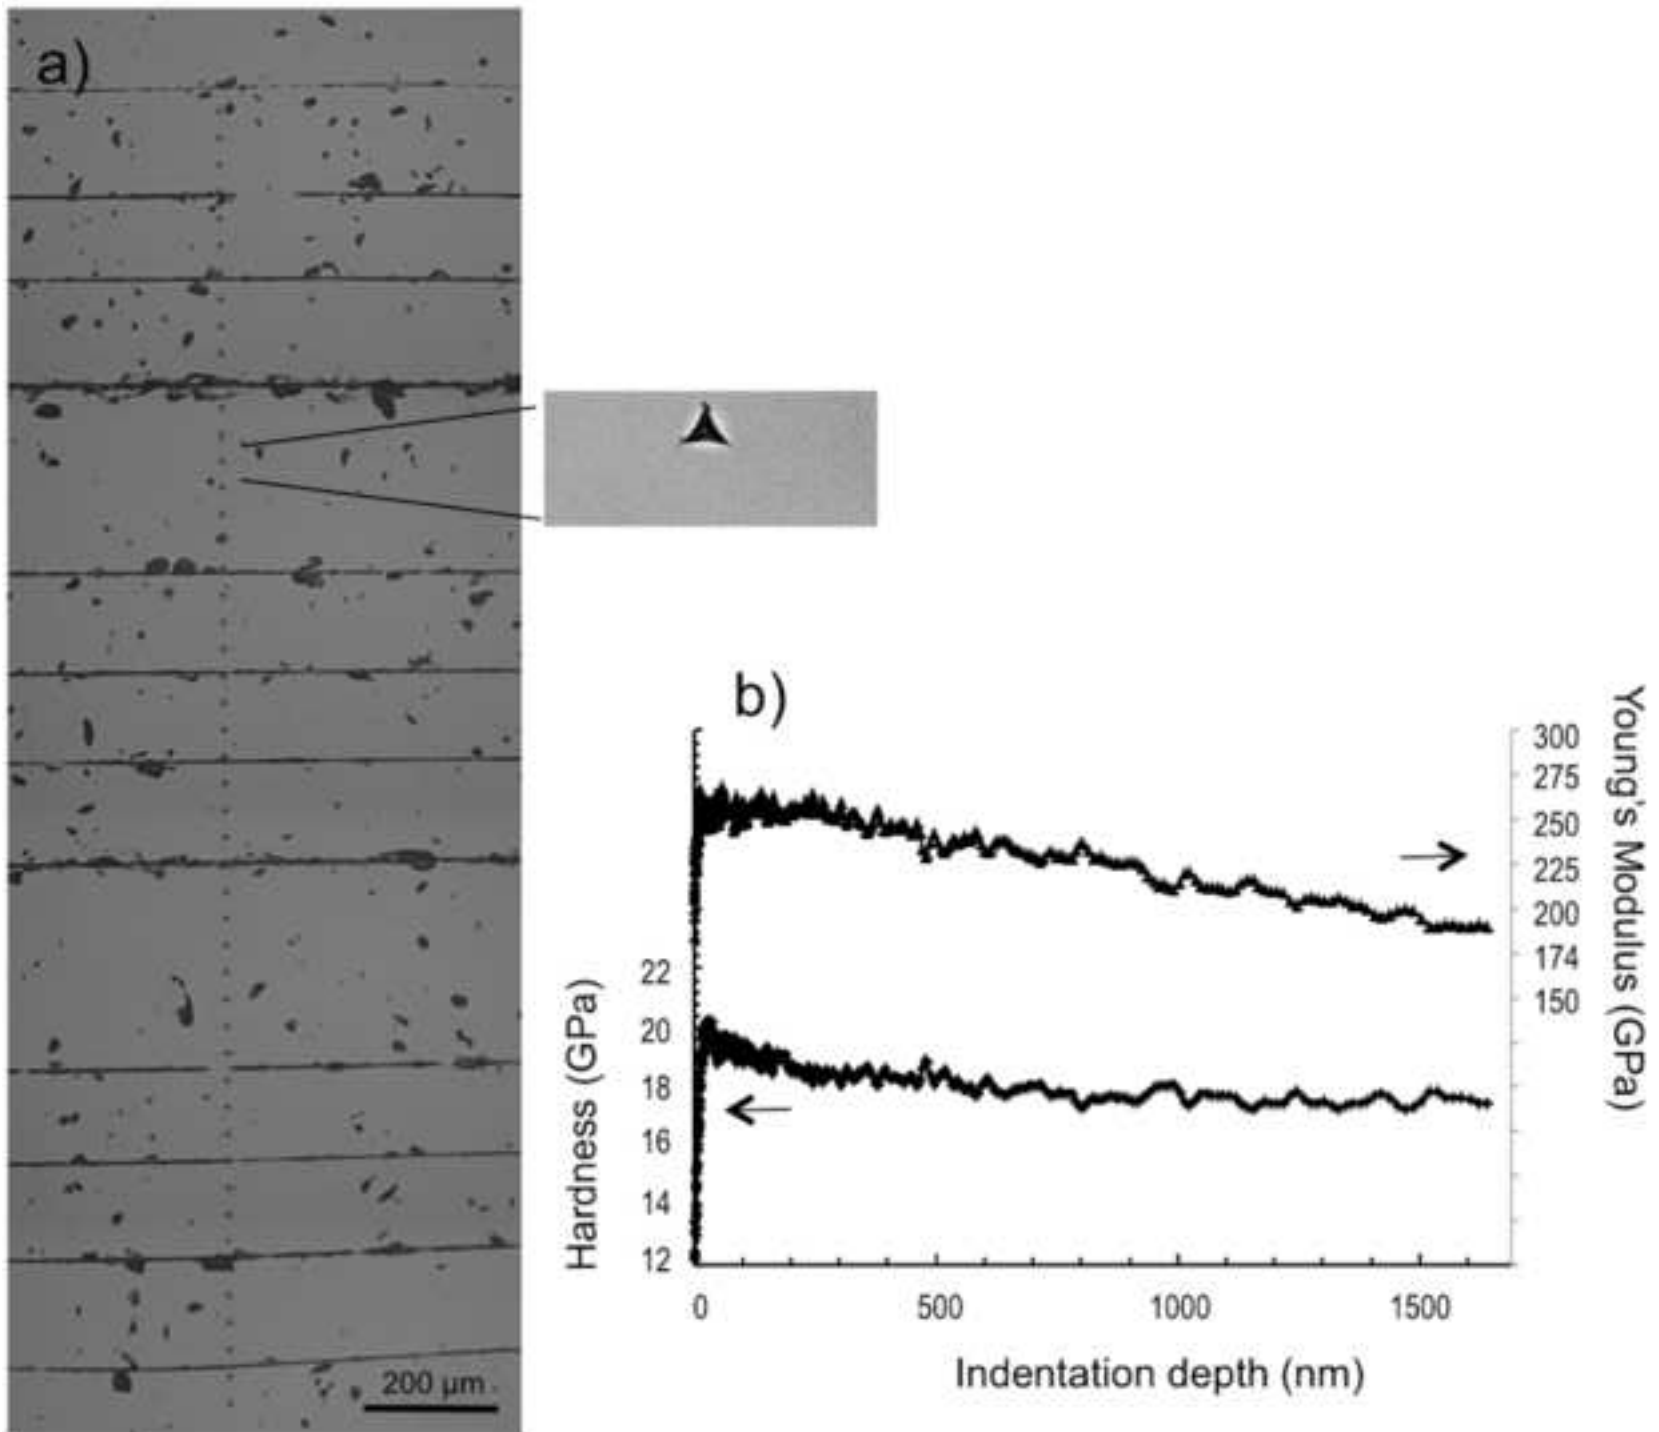 a)
200 μm
b)
Hardness (GPa)
22
20
18
16
14
12
0 500 1000 1500
Indentation depth (nm)
300
275
250
225
200
174
150
Young's Modulus (GPa)